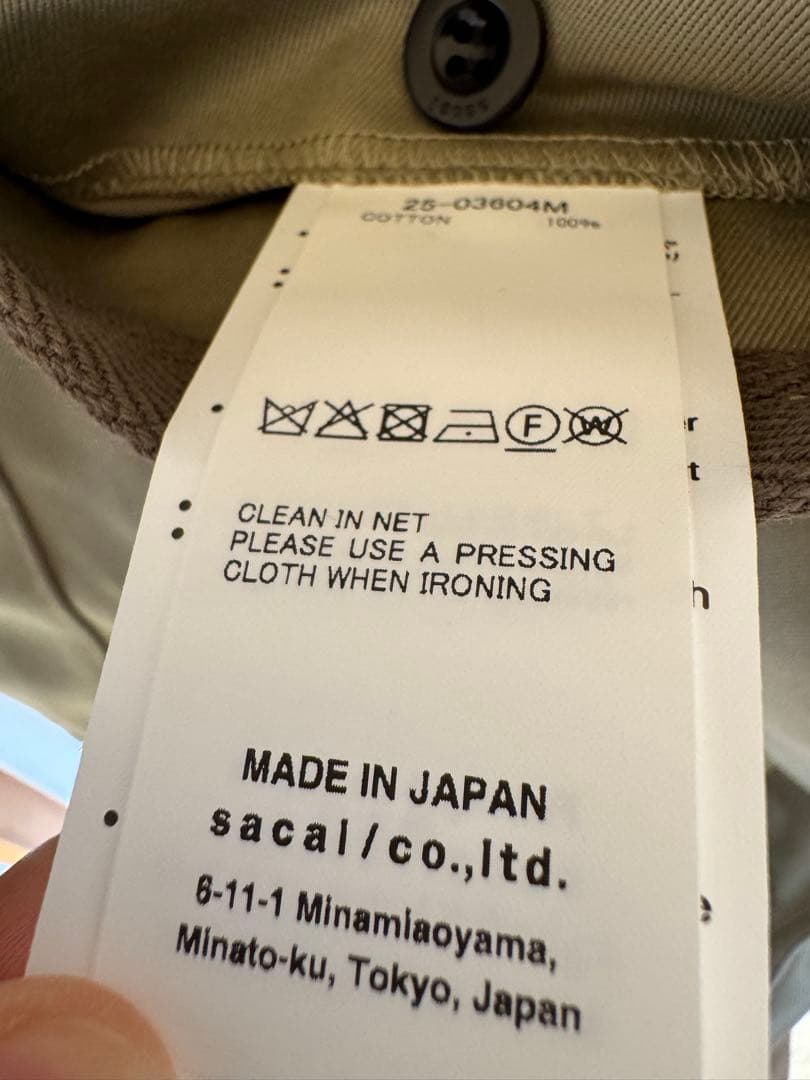 25-03604M
COTTON 100%
F W
CLEAN IN NET
PLEASE USE A PRESSING
CLOTH WHEN IRONING
MADE IN JAPAN
sacai/co.,ltd.
6-11-1 Minamiaoyama,
Minato-ku, Tokyo, Japan